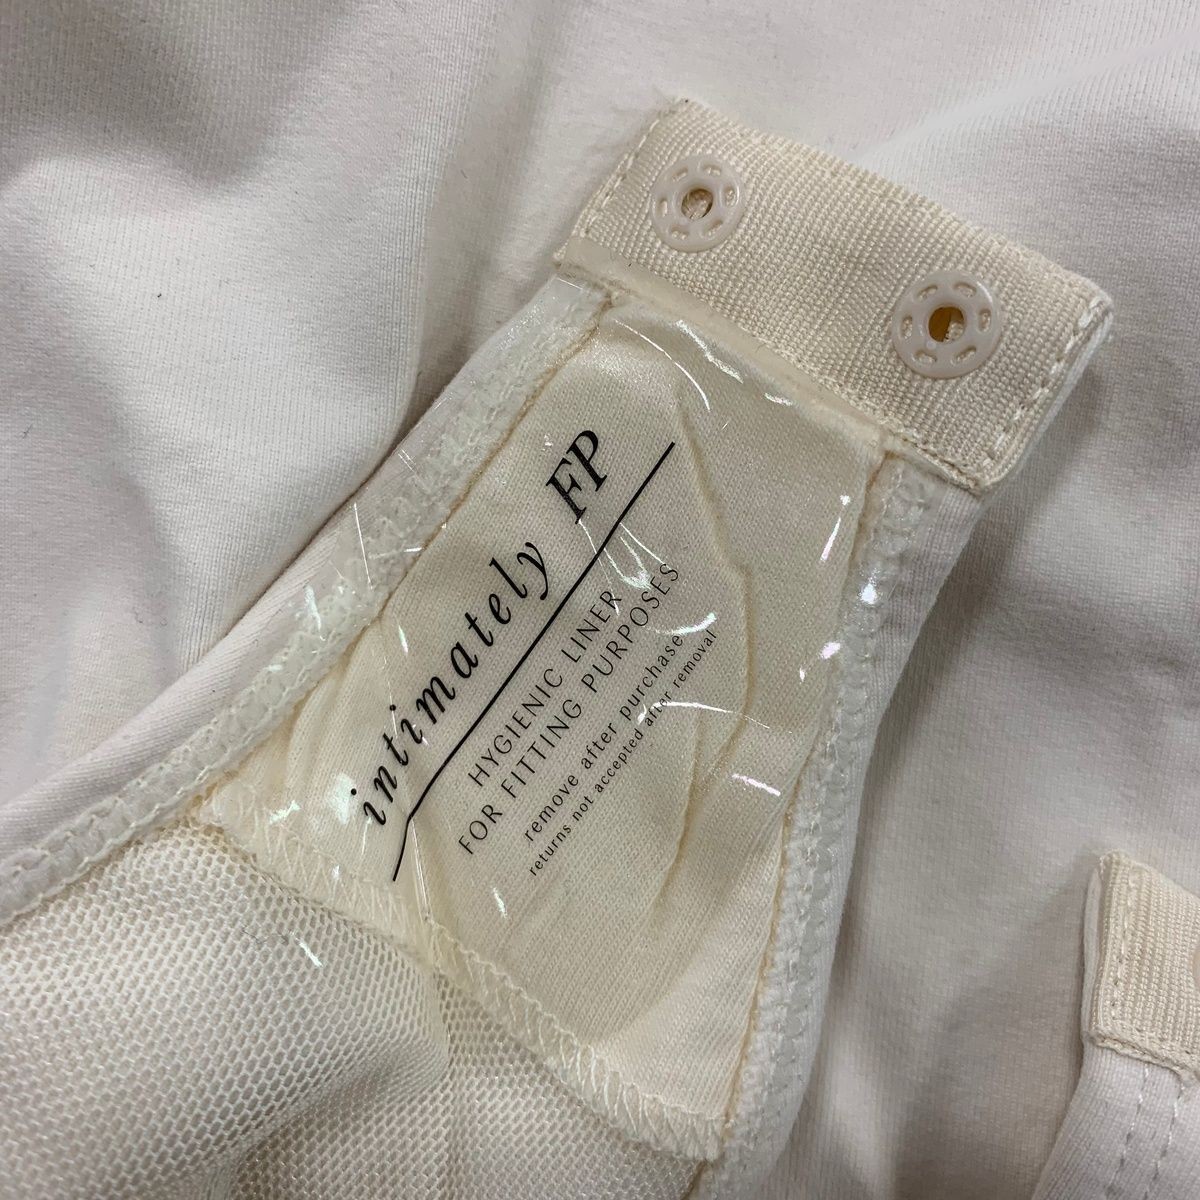 intimately FP
HYGIENIC LINER
FOR FITTING PURPOSES
remove after purchase
returns not accepted after removal